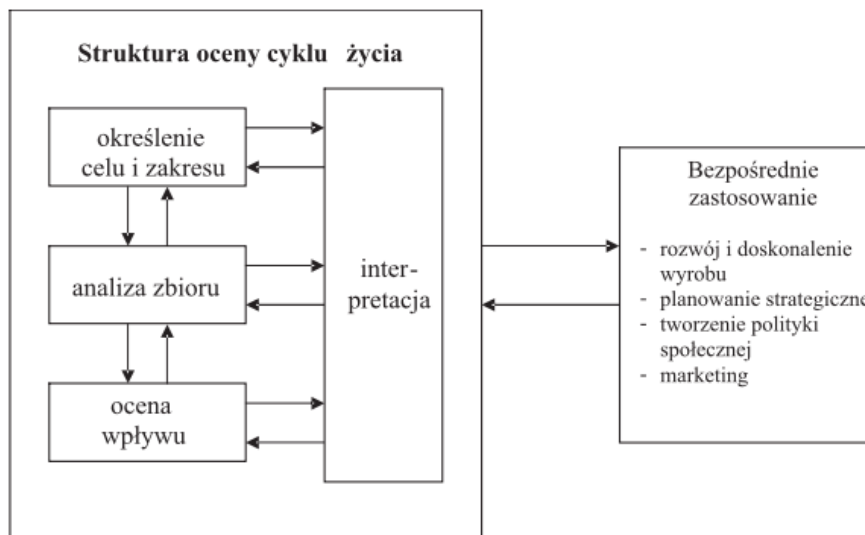 Struktura oceny cyklu życia
określenie
celu i zakresu
analiza zbioru
ocena
wpływu
inter-
pretacja
Bezpośrednie
zastosowanie
- rozwój i doskonalenie
wyrobu
- planowanie strategiczne
- tworzenie polityki
społecznej
- marketing